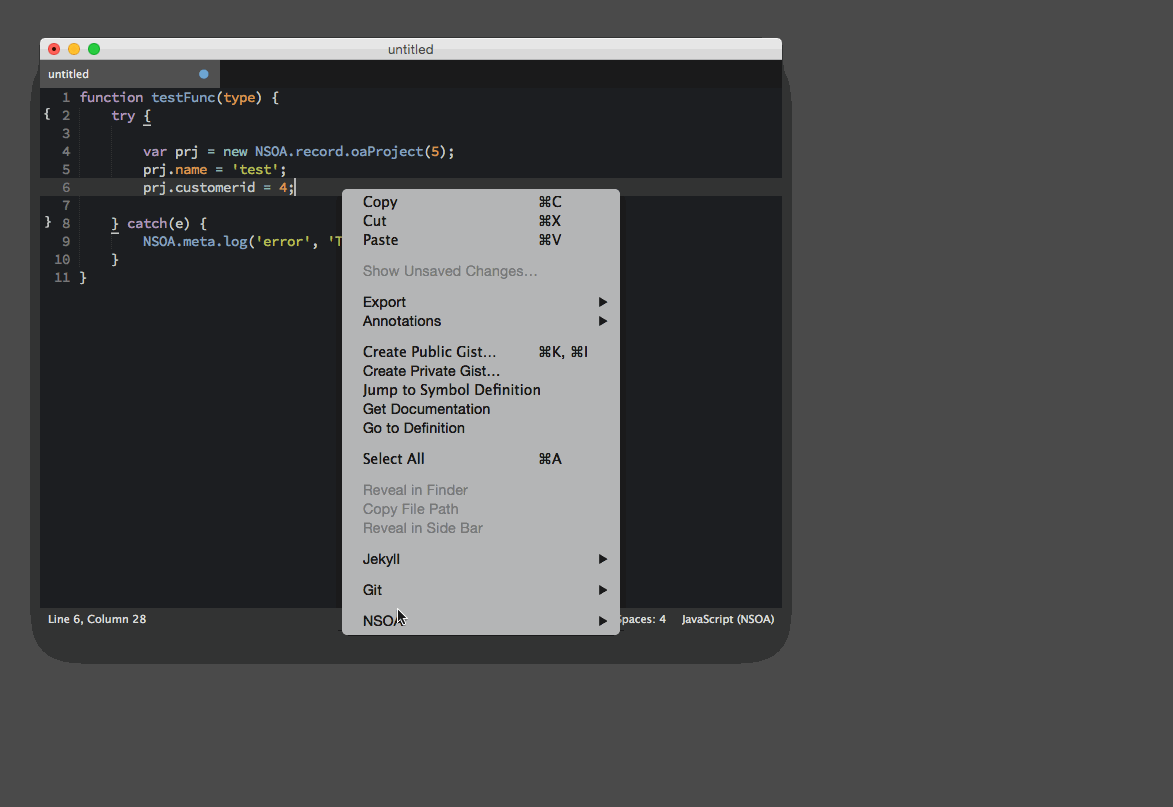 untitled
untitled
1 function testFunc(type) {
{ 2 try {
3
4 var prj = new NSOA.record.oaProject(5);
5 prj.name = 'test';
6 prj.customerid = 4;
7
} 8 } catch(e) {
9 NSOA.meta.log('error', 'T
10 }
11 }
Copy ⌘C
Cut ⌘X
Paste ⌘V
Show Unsaved Changes...
Export
Annotations
Create Public Gist... ⌘K, ⌘I
Create Private Gist...
Jump to Symbol Definition
Get Documentation
Go to Definition
Select All ⌘A
Reveal in Finder
Copy File Path
Reveal in Side Bar
Jekyll
Git
NSOA
Line 6, Column 28 Spaces: 4 JavaScript (NSOA)